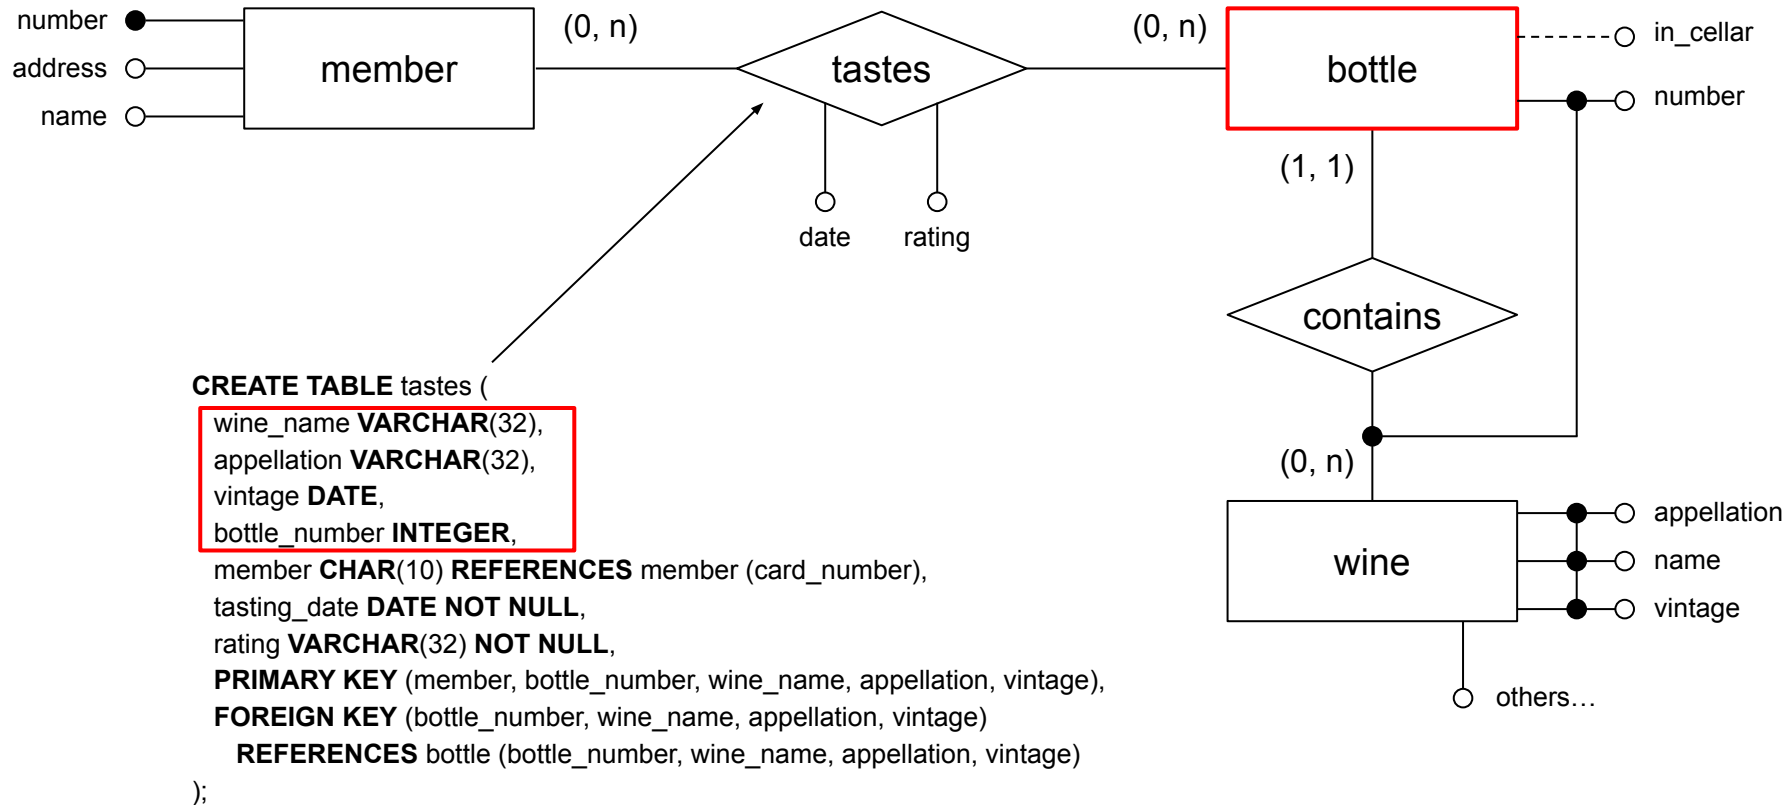 number
address
name
member
(0, n)
tastes
(0, n)
bottle
in_cellar
number
date
rating
(1, 1)
contains
(0, n)
wine
appellation
name
vintage
others…
CREATE TABLE tastes (
wine_name VARCHAR(32),
appellation VARCHAR(32),
vintage DATE,
bottle_number INTEGER,
member CHAR(10) REFERENCES member (card_number),
tasting_date DATE NOT NULL,
rating VARCHAR(32) NOT NULL,
PRIMARY KEY (member, bottle_number, wine_name, appellation, vintage),
FOREIGN KEY (bottle_number, wine_name, appellation, vintage)
REFERENCES bottle (bottle_number, wine_name, appellation, vintage)
);